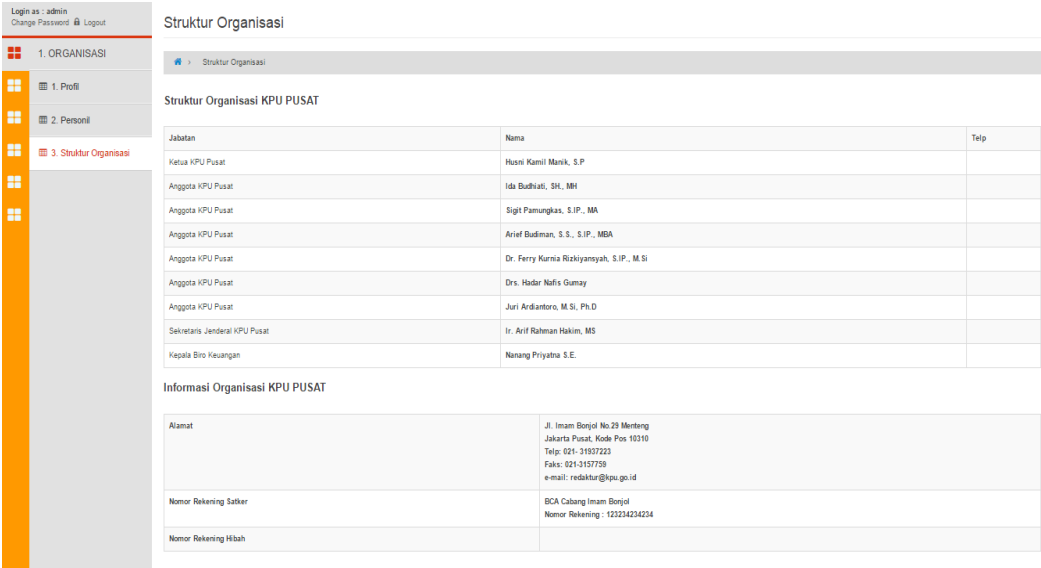 Login as : admin
Change Password Logout
1. ORGANISASI
1. Profil
2. Personil
3. Struktur Organisasi
Struktur Organisasi
Struktur Organisasi
Struktur Organisasi KPU PUSAT
Jabatan Nama Telp
Ketua KPU Pusat Husni Kamil Manik, S.P
Anggota KPU Pusat Ida Budhiati, SH., MH
Anggota KPU Pusat Sigit Pamungkas, S.IP., MA
Anggota KPU Pusat Arief Budiman, S.S., S.IP., MBA
Anggota KPU Pusat Dr. Ferry Kurnia Rizkiyansyah, S.IP., M.Si
Anggota KPU Pusat Drs. Hadar Nafis Gumay
Anggota KPU Pusat Juri Ardiantoro, M.Si, Ph.D
Sekretaris Jenderal KPU Pusat Ir. Arif Rahman Hakim, MS
Kepala Biro Keuangan Nanang Priyatna S.E.
Informasi Organisasi KPU PUSAT
Alamat Jl. Imam Bonjol No.29 Menteng
Jakarta Pusat, Kode Pos 10310
Telp: 021- 31937223
Faks: 021-3157759
e-mail: redaktur@kpu.go.id
Nomor Rekening Satker BCA Cabang Imam Bonjol
Nomor Rekening : 123234234234
Nomor Rekening Hibah